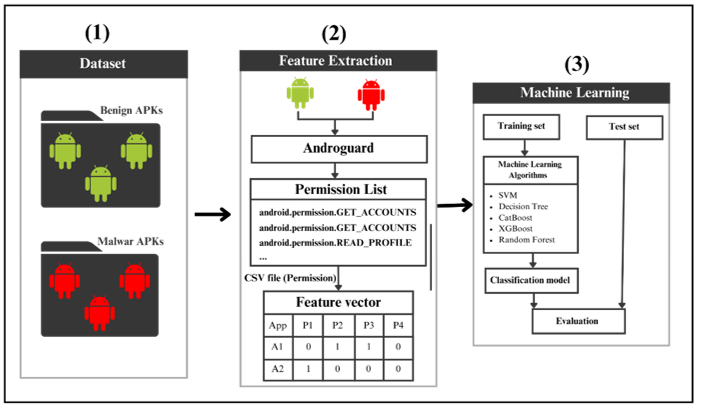 (1)
Dataset
Benign APKs
Malwar APKs
(2)
Feature Extraction
Androguard
Permission List
android.permission.GET_ACCOUNTS
android.permission.GET_ACCOUNTS
android.permission.READ_PROFILE
...
CSV file (Permission)
Feature vector
App P1 P2 P3 P4
A1 0 1 1 0
A2 1 0 0 0
(3)
Machine Learning
Training set
Test set
Machine Learning
Algorithms
• SVM
• Decision Tree
• CatBoost
• XGBoost
• Random Forest
Classification model
Evaluation